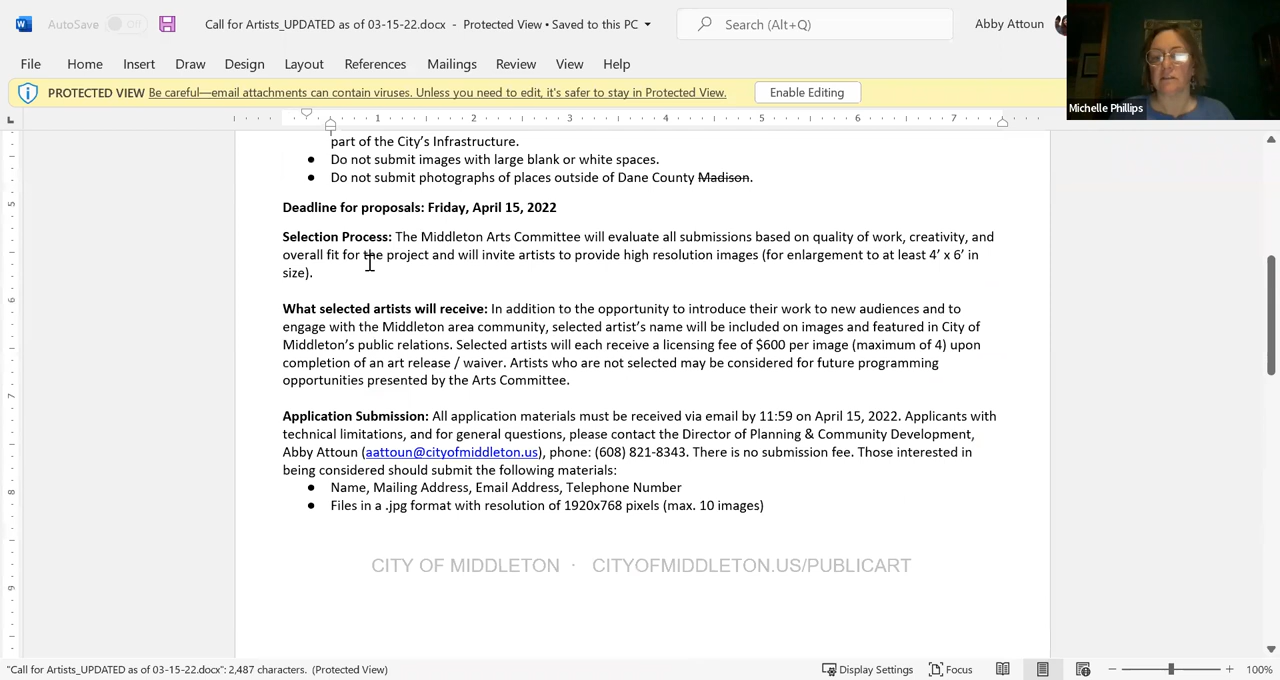 AutoSave Off Call for Artists_UPDATED as of 03-15-22.docx - Protected View • Saved to this PC Search (Alt+Q) Abby Attoun
File Home Insert Draw Design Layout References Mailings Review View Help
PROTECTED VIEW Be careful—email attachments can contain viruses. Unless you need to edit, it's safer to stay in Protected View. Enable Editing
Michelle Phillips
1 2 3 4 5 6 7
part of the City's Infrastructure.
● Do not submit images with large blank or white spaces.
● Do not submit photographs of places outside of Dane County Madison.
Deadline for proposals: Friday, April 15, 2022
Selection Process: The Middleton Arts Committee will evaluate all submissions based on quality of work, creativity, and
overall fit for the project and will invite artists to provide high resolution images (for enlargement to at least 4' x 6' in
size).
What selected artists will receive: In addition to the opportunity to introduce their work to new audiences and to
engage with the Middleton area community, selected artist's name will be included on images and featured in City of
Middleton's public relations. Selected artists will each receive a licensing fee of $600 per image (maximum of 4) upon
completion of an art release / waiver. Artists who are not selected may be considered for future programming
opportunities presented by the Arts Committee.
Application Submission: All application materials must be received via email by 11:59 on April 15, 2022. Applicants with
technical limitations, and for general questions, please contact the Director of Planning & Community Development,
Abby Attoun (aattoun@cityofmiddleton.us), phone: (608) 821-8343. There is no submission fee. Those interested in
being considered should submit the following materials:
● Name, Mailing Address, Email Address, Telephone Number
● Files in a .jpg format with resolution of 1920x768 pixels (max. 10 images)
CITY OF MIDDLETON · CITYOFMIDDLETON.US/PUBLICART
5
6
7
8
9
"Call for Artists_UPDATED as of 03-15-22.docx": 2,487 characters. (Protected View) Display Settings Focus 100%